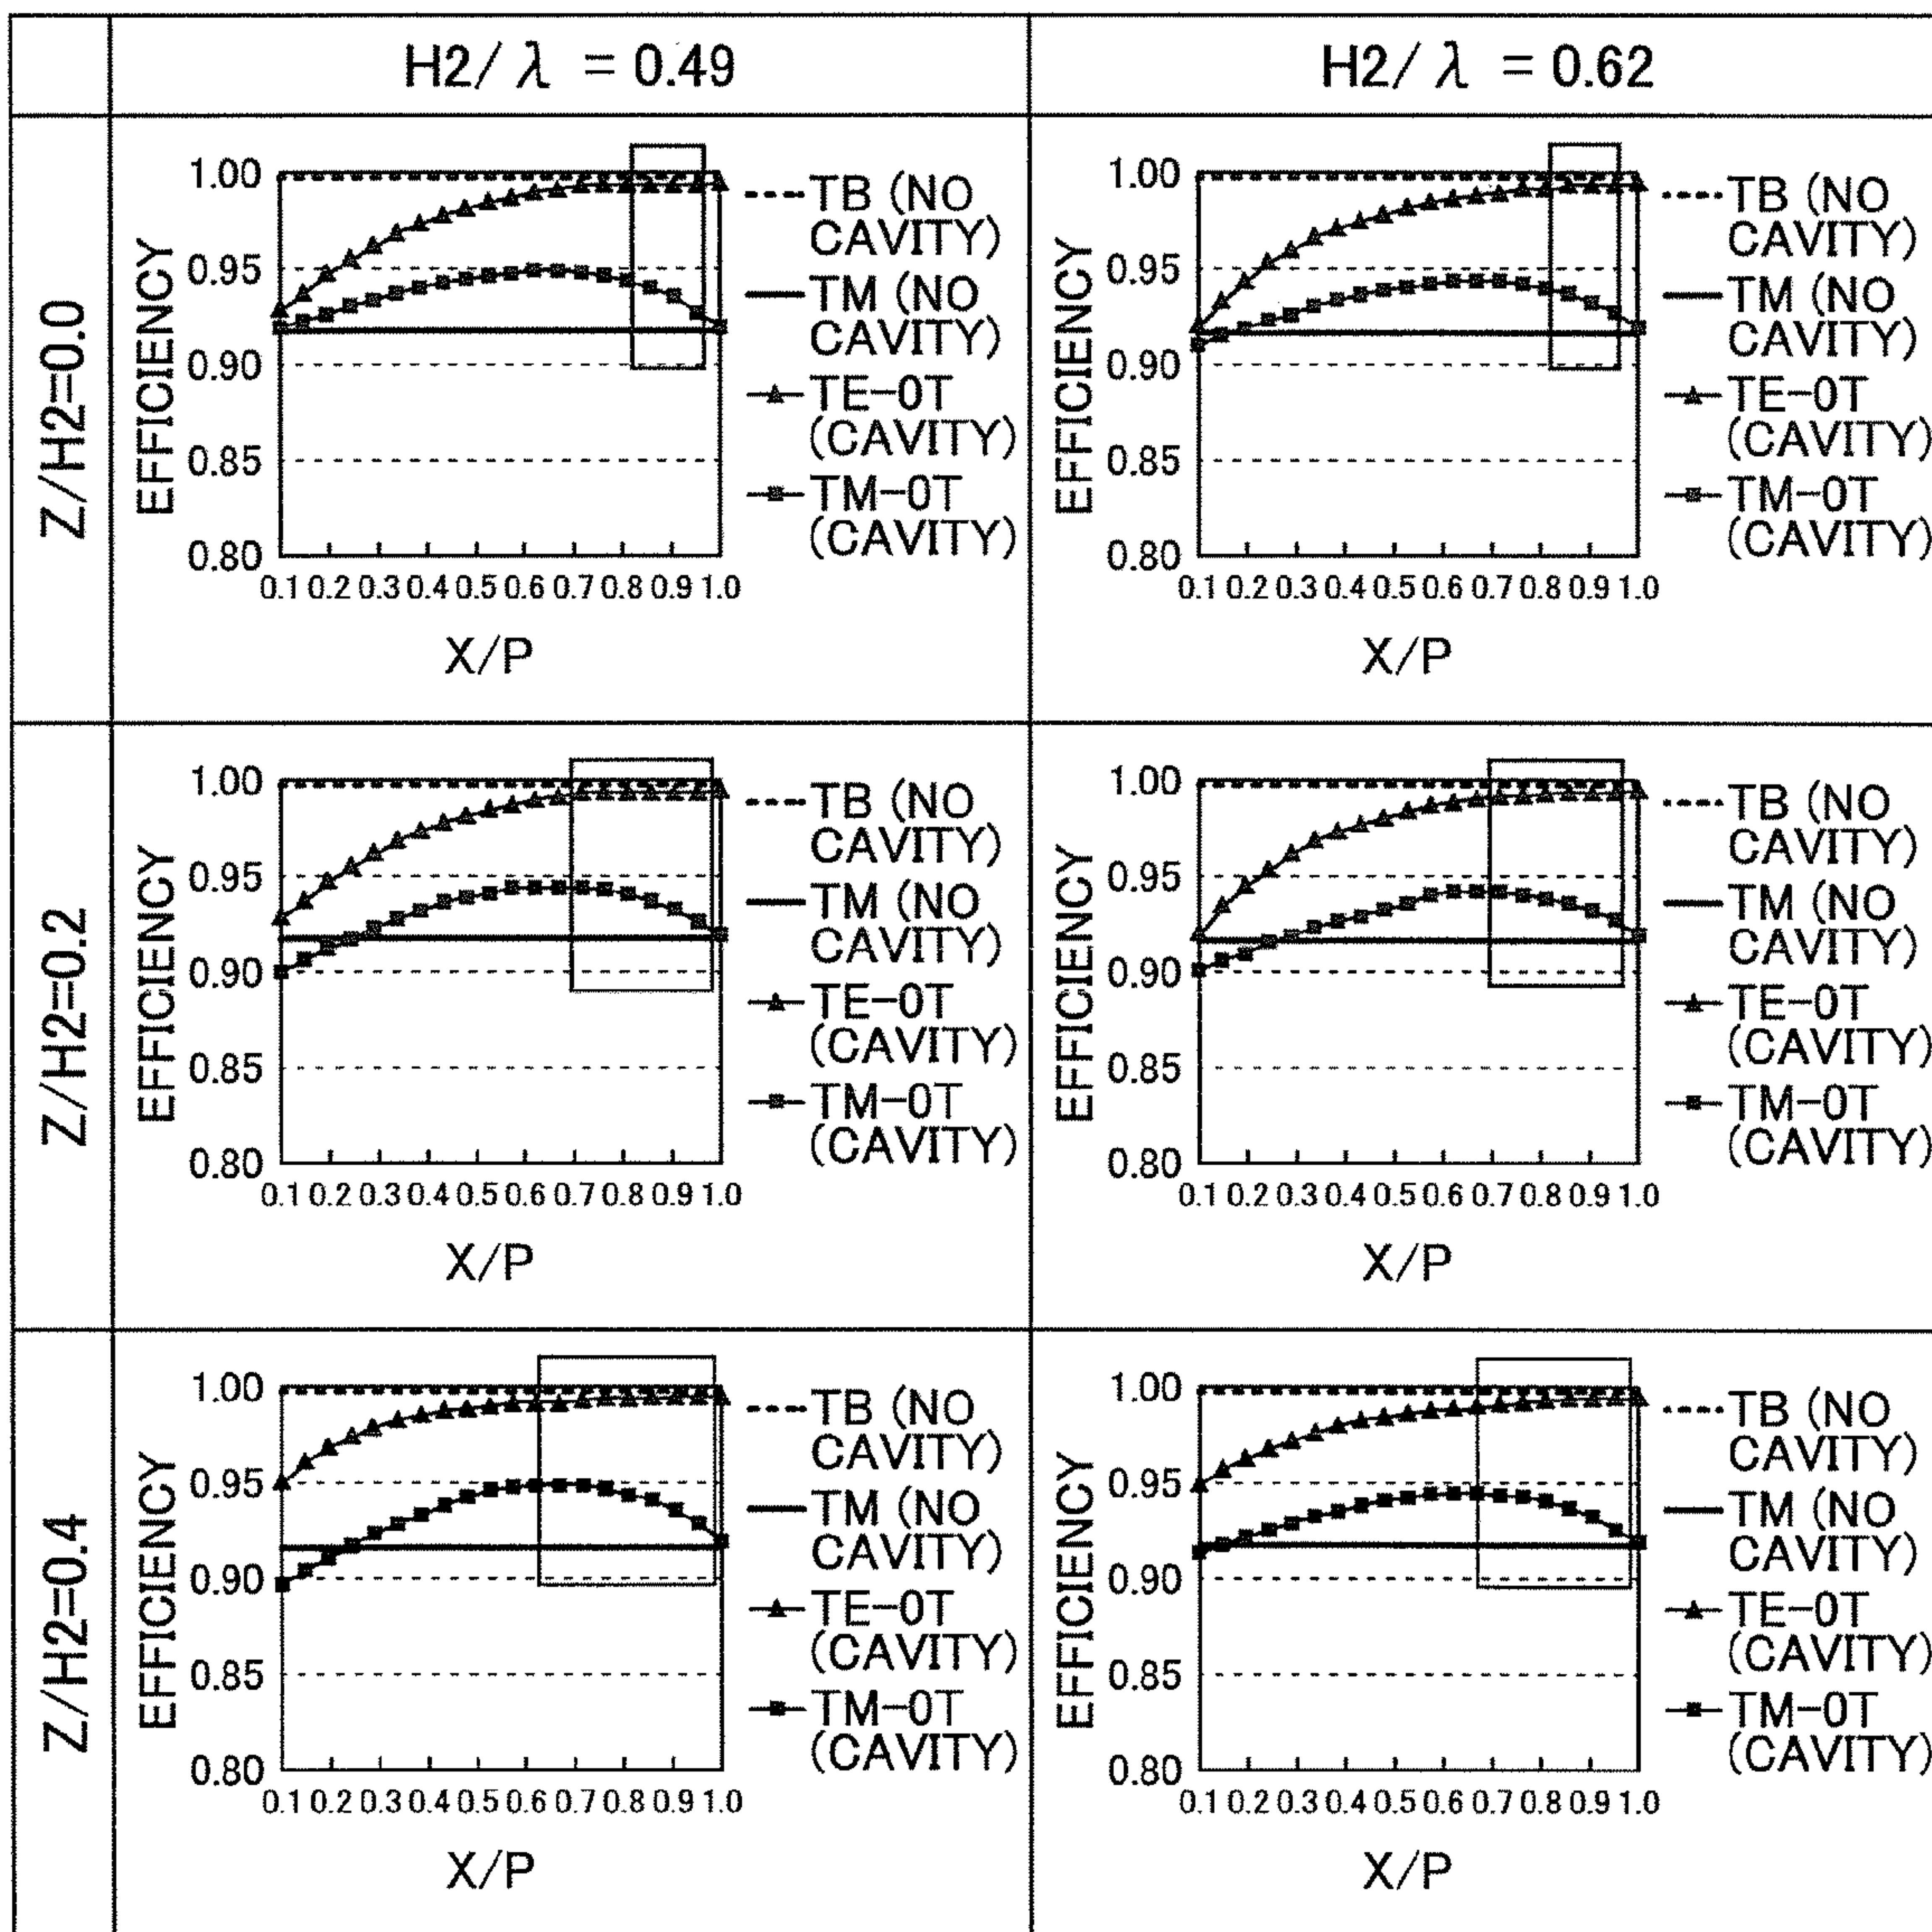 H2/λ = 0.49
H2/λ = 0.62
Z/H2=0.0
EFFICIENCY
1.00
0.95
0.90
0.85
0.80
0.1 0.2 0.3 0.4 0.5 0.6 0.7 0.8 0.9 1.0
X/P
TB (NO
CAVITY)
TM (NO
CAVITY)
TE-0T
(CAVITY)
TM-0T
(CAVITY)
EFFICIENCY
1.00
0.95
0.90
0.85
0.80
0.1 0.2 0.3 0.4 0.5 0.6 0.7 0.8 0.9 1.0
X/P
TB (NO
CAVITY)
TM (NO
CAVITY)
TE-0T
(CAVITY)
TM-0T
(CAVITY)
Z/H2=0.2
EFFICIENCY
1.00
0.95
0.90
0.85
0.80
0.1 0.2 0.3 0.4 0.5 0.6 0.7 0.8 0.9 1.0
X/P
TB (NO
CAVITY)
TM (NO
CAVITY)
TE-0T
(CAVITY)
TM-0T
(CAVITY)
EFFICIENCY
1.00
0.95
0.90
0.85
0.80
0.1 0.2 0.3 0.4 0.5 0.6 0.7 0.8 0.9 1.0
X/P
TB (NO
CAVITY)
TM (NO
CAVITY)
TE-0T
(CAVITY)
TM-0T
(CAVITY)
Z/H2=0.4
EFFICIENCY
1.00
0.95
0.90
0.85
0.80
0.1 0.2 0.3 0.4 0.5 0.6 0.7 0.8 0.9 1.0
X/P
TB (NO
CAVITY)
TM (NO
CAVITY)
TE-0T
(CAVITY)
TM-0T
(CAVITY)
EFFICIENCY
1.00
0.95
0.90
0.85
0.80
0.1 0.2 0.3 0.4 0.5 0.6 0.7 0.8 0.9 1.0
X/P
TB (NO
CAVITY)
TM (NO
CAVITY)
TE-0T
(CAVITY)
TM-0T
(CAVITY)